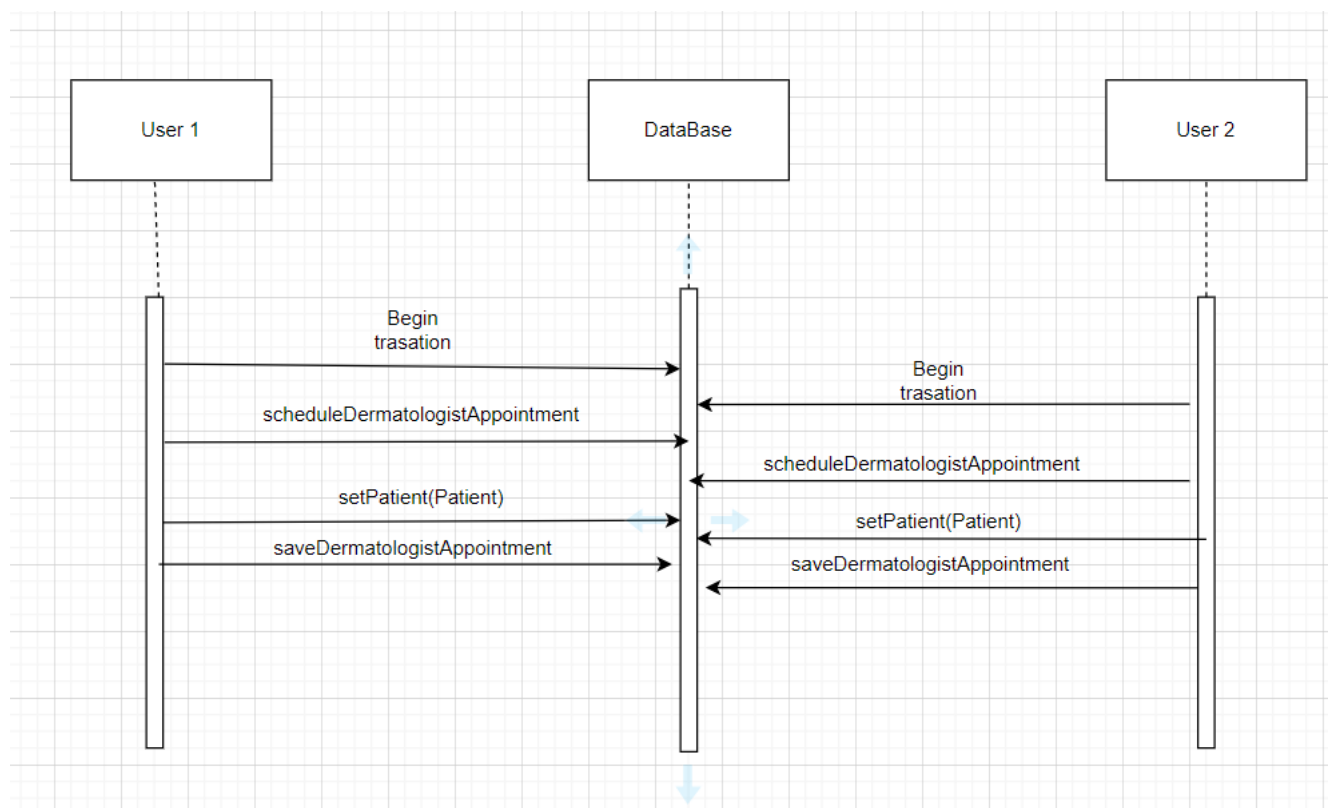 User 1
DataBase
User 2
Begin
trasation
Begin
trasation
scheduleDermatologistAppointment
scheduleDermatologistAppointment
setPatient(Patient)
setPatient(Patient)
saveDermatologistAppointment
saveDermatologistAppointment